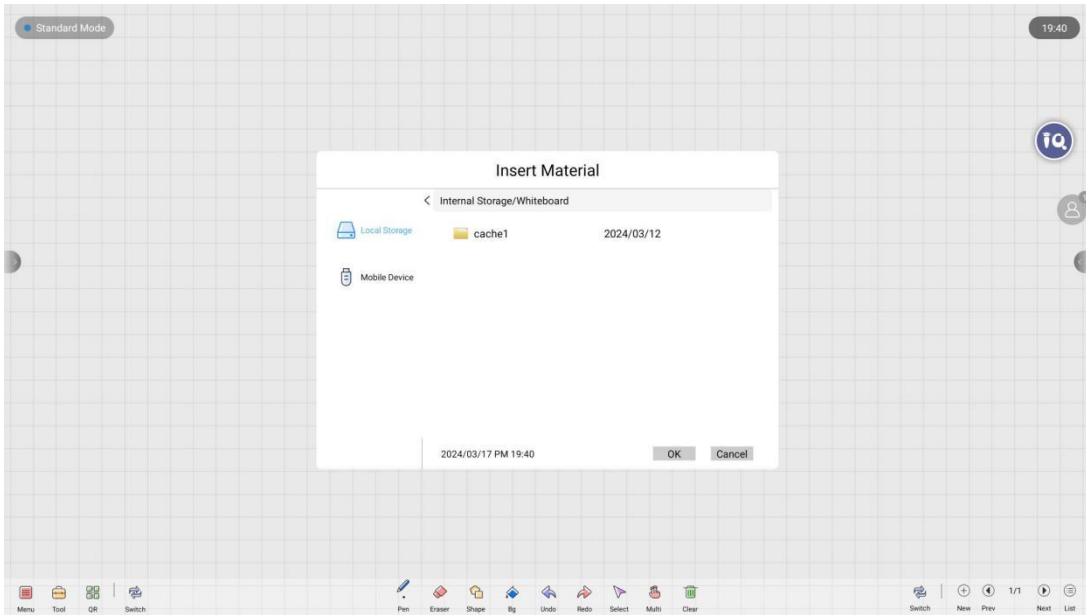 Standard Mode
19:40
IQ
Insert Material
Internal Storage/Whiteboard
Local Storage
cache1 2024/03/12
Mobile Device
2024/03/17 PM 19:40 OK Cancel
Menu Tool QR Switch Pen Eraser Shape Bg Undo Redo Select Multi Clear Switch New Prev 1/1 Next List